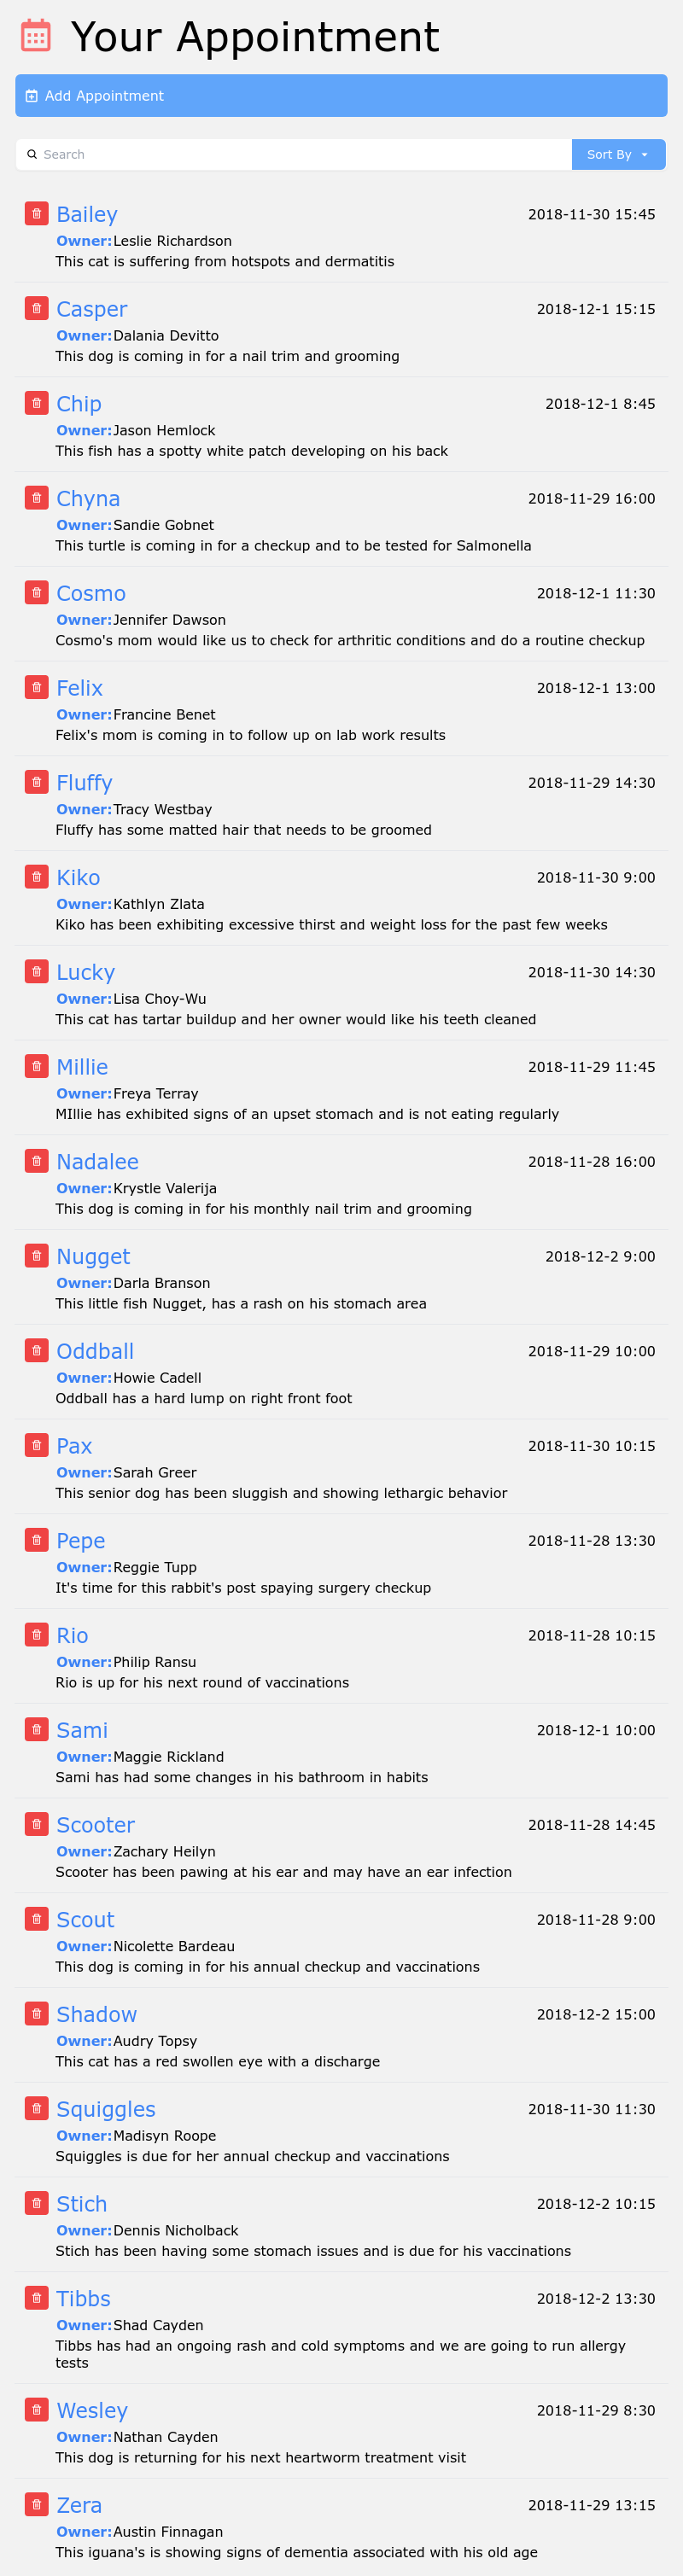 Your Appointment
Add Appointment
Search
Sort By
Bailey 2018-11-30 15:45
Owner:Leslie Richardson
This cat is suffering from hotspots and dermatitis
Casper 2018-12-1 15:15
Owner:Dalania Devitto
This dog is coming in for a nail trim and grooming
Chip 2018-12-1 8:45
Owner:Jason Hemlock
This fish has a spotty white patch developing on his back
Chyna 2018-11-29 16:00
Owner:Sandie Gobnet
This turtle is coming in for a checkup and to be tested for Salmonella
Cosmo 2018-12-1 11:30
Owner:Jennifer Dawson
Cosmo's mom would like us to check for arthritic conditions and do a routine checkup
Felix 2018-12-1 13:00
Owner:Francine Benet
Felix's mom is coming in to follow up on lab work results
Fluffy 2018-11-29 14:30
Owner:Tracy Westbay
Fluffy has some matted hair that needs to be groomed
Kiko 2018-11-30 9:00
Owner:Kathlyn Zlata
Kiko has been exhibiting excessive thirst and weight loss for the past few weeks
Lucky 2018-11-30 14:30
Owner:Lisa Choy-Wu
This cat has tartar buildup and her owner would like his teeth cleaned
Millie 2018-11-29 11:45
Owner:Freya Terray
MIllie has exhibited signs of an upset stomach and is not eating regularly
Nadalee 2018-11-28 16:00
Owner:Krystle Valerija
This dog is coming in for his monthly nail trim and grooming
Nugget 2018-12-2 9:00
Owner:Darla Branson
This little fish Nugget, has a rash on his stomach area
Oddball 2018-11-29 10:00
Owner:Howie Cadell
Oddball has a hard lump on right front foot
Pax 2018-11-30 10:15
Owner:Sarah Greer
This senior dog has been sluggish and showing lethargic behavior
Pepe 2018-11-28 13:30
Owner:Reggie Tupp
It's time for this rabbit's post spaying surgery checkup
Rio 2018-11-28 10:15
Owner:Philip Ransu
Rio is up for his next round of vaccinations
Sami 2018-12-1 10:00
Owner:Maggie Rickland
Sami has had some changes in his bathroom in habits
Scooter 2018-11-28 14:45
Owner:Zachary Heilyn
Scooter has been pawing at his ear and may have an ear infection
Scout 2018-11-28 9:00
Owner:Nicolette Bardeau
This dog is coming in for his annual checkup and vaccinations
Shadow 2018-12-2 15:00
Owner:Audry Topsy
This cat has a red swollen eye with a discharge
Squiggles 2018-11-30 11:30
Owner:Madisyn Roope
Squiggles is due for her annual checkup and vaccinations
Stich 2018-12-2 10:15
Owner:Dennis Nicholback
Stich has been having some stomach issues and is due for his vaccinations
Tibbs 2018-12-2 13:30
Owner:Shad Cayden
Tibbs has had an ongoing rash and cold symptoms and we are going to run allergy
tests
Wesley 2018-11-29 8:30
Owner:Nathan Cayden
This dog is returning for his next heartworm treatment visit
Zera 2018-11-29 13:15
Owner:Austin Finnagan
This iguana's is showing signs of dementia associated with his old age